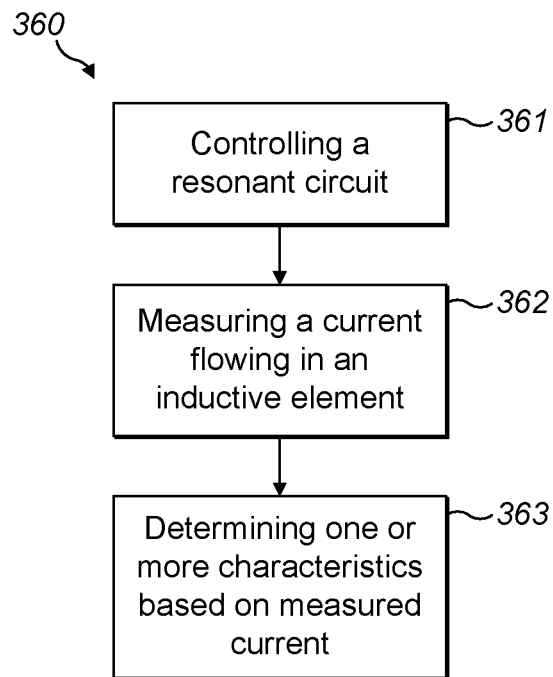 360
361
Controlling a
resonant circuit
362
Measuring a current
flowing in an
inductive element
363
Determining one or
more characteristics
based on measured
current